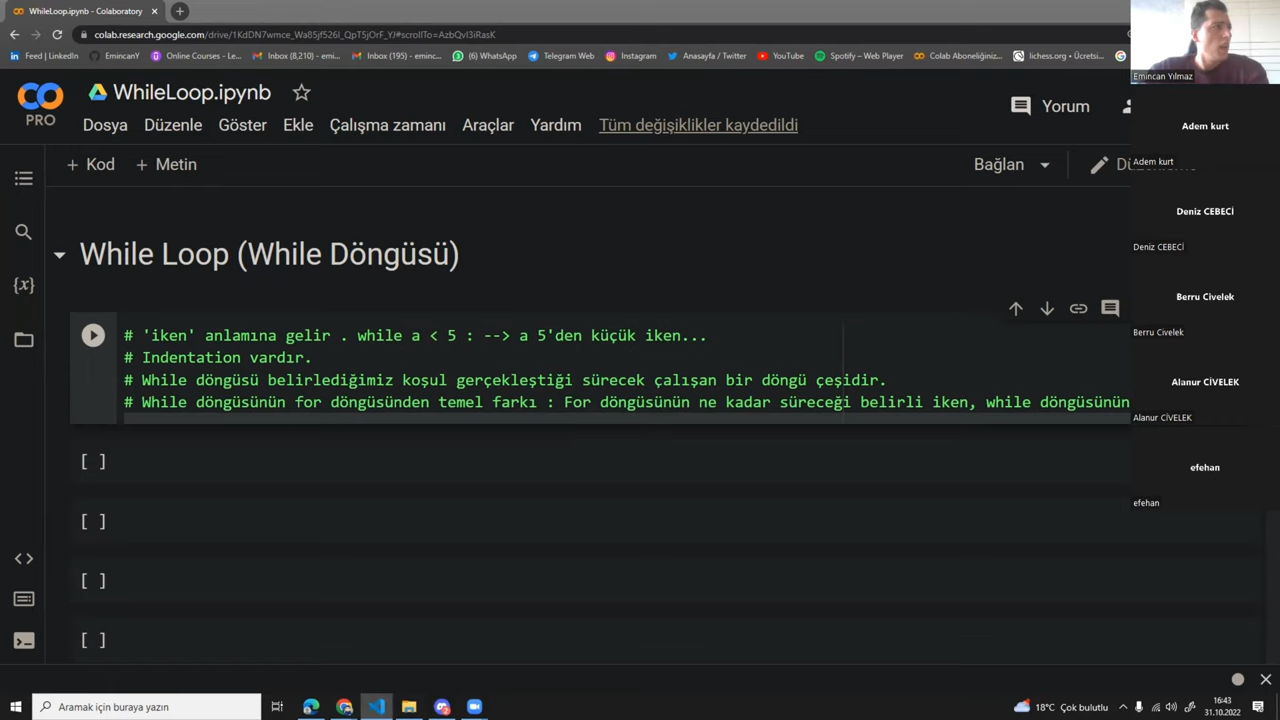 WhileLoop.ipynb - Colaboratory
colab.research.google.com/drive/1KdDN7wmce_Wa85jf526I_QpT5jOrF_YJ#scrollTo=AzbQvI3iRasK
Feed | LinkedIn EmincanY Online Courses - Lea... Inbox (8,210) - emi... Inbox (195) - eminc... (6) WhatsApp Telegram Web Instagram Anasayfa / Twitter YouTube Spotify – Web Player Colab Aboneliğiniz... lichess.org • Ücretsi...
WhileLoop.ipynb
PRO
Yorum
Dosya Düzenle Göster Ekle Çalışma zamanı Araçlar Yardım Tüm değişiklikler kaydedildi
+ Kod + Metin Bağlan
While Loop (While Döngüsü)
# 'iken' anlamına gelir . while a < 5 : --> a 5'den küçük iken...
# Indentation vardır.
# While döngüsü belirlediğimiz koşul gerçekleştiği sürecek çalışan bir döngü çeşididir.
# While döngüsünün for döngüsünden temel farkı : For döngüsünün ne kadar süreceği belirli iken, while döngüsünün
[ ]
[ ]
[ ]
[ ]
Emincan Yılmaz
Adem kurt
Adem kurt
Deniz CEBECİ
Deniz CEBECİ
Berru Civelek
Berru Civelek
Alanur CİVELEK
Alanur CİVELEK
efehan
efehan
Aramak için buraya yazın
18°C Çok bulutlu
16:43
31.10.2022